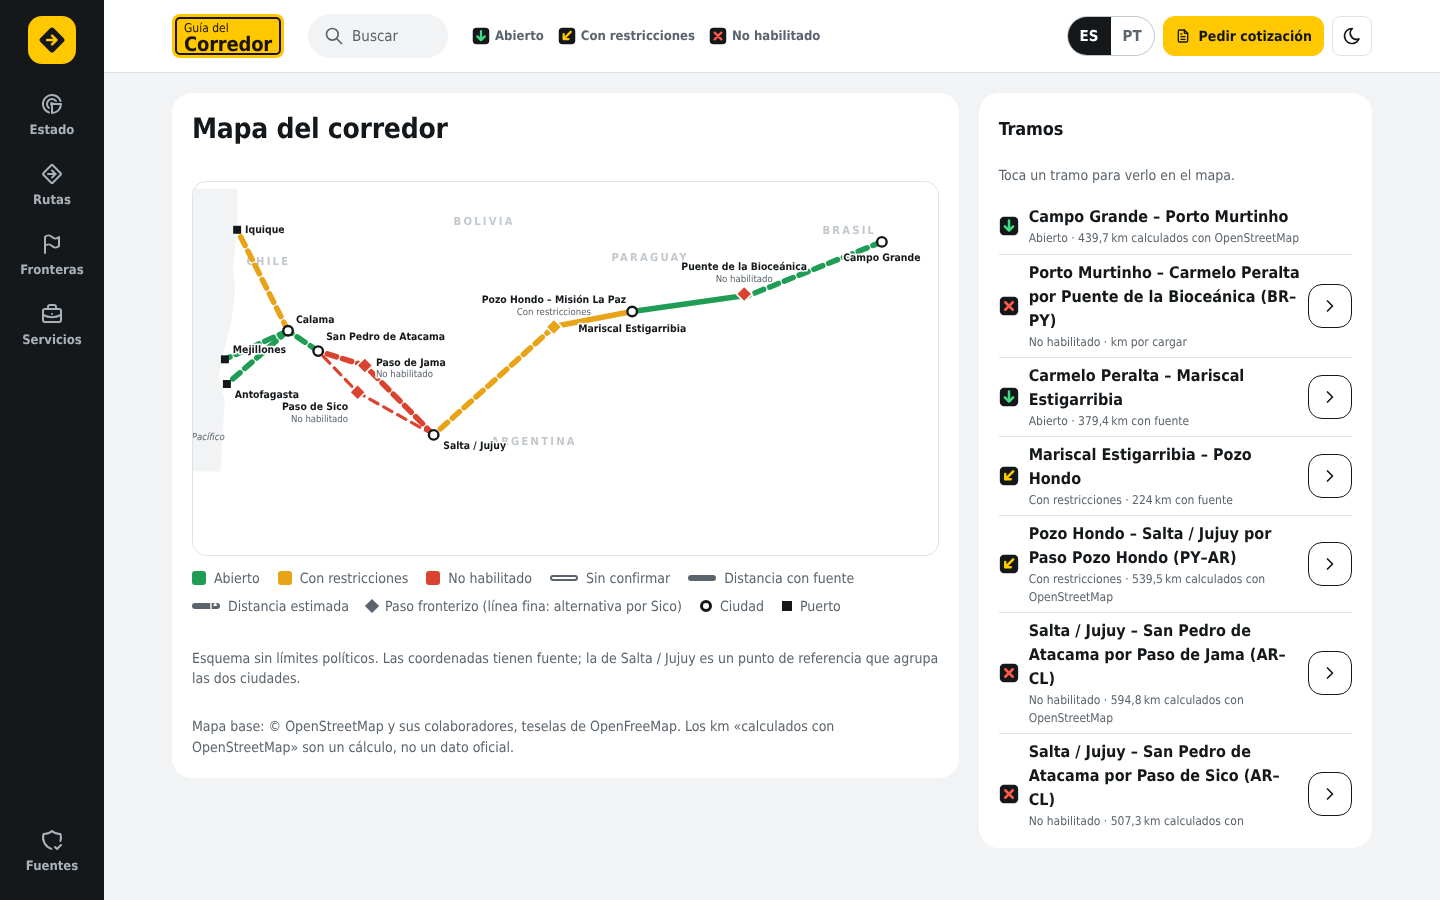 Guía del
Corredor
Buscar
Abierto
Con restricciones
No habilitado
ES
PT
Pedir cotización
Estado
Rutas
Fronteras
Servicios
Fuentes
Mapa del corredor
BOLIVIA
BRASIL
Iquique
CHILE
PARAGUAY
Campo Grande
Puente de la Bioceánica
No habilitado
Pozo Hondo – Misión La Paz
Con restricciones
Mariscal Estigarribia
Calama
San Pedro de Atacama
Mejillones
Paso de Jama
No habilitado
Antofagasta
Paso de Sico
No habilitado
Pacífico
Salta / Jujuy
ARGENTINA
Abierto
Con restricciones
No habilitado
Sin confirmar
Distancia con fuente
Distancia estimada
Paso fronterizo (línea fina: alternativa por Sico)
Ciudad
Puerto
Esquema sin límites políticos. Las coordenadas tienen fuente; la de Salta / Jujuy es un punto de referencia que agrupa
las dos ciudades.
Mapa base: © OpenStreetMap y sus colaboradores, teselas de OpenFreeMap. Los km «calculados con
OpenStreetMap» son un cálculo, no un dato oficial.
Tramos
Toca un tramo para verlo en el mapa.
Campo Grande – Porto Murtinho
Abierto · 439,7 km calculados con OpenStreetMap
Porto Murtinho – Carmelo Peralta
por Puente de la Bioceánica (BR–
PY)
No habilitado · km por cargar
Carmelo Peralta – Mariscal
Estigarribia
Abierto · 379,4 km con fuente
Mariscal Estigarribia – Pozo
Hondo
Con restricciones · 224 km con fuente
Pozo Hondo – Salta / Jujuy por
Paso Pozo Hondo (PY–AR)
Con restricciones · 539,5 km calculados con
OpenStreetMap
Salta / Jujuy – San Pedro de
Atacama por Paso de Jama (AR–
CL)
No habilitado · 594,8 km calculados con
OpenStreetMap
Salta / Jujuy – San Pedro de
Atacama por Paso de Sico (AR–
CL)
No habilitado · 507,3 km calculados con